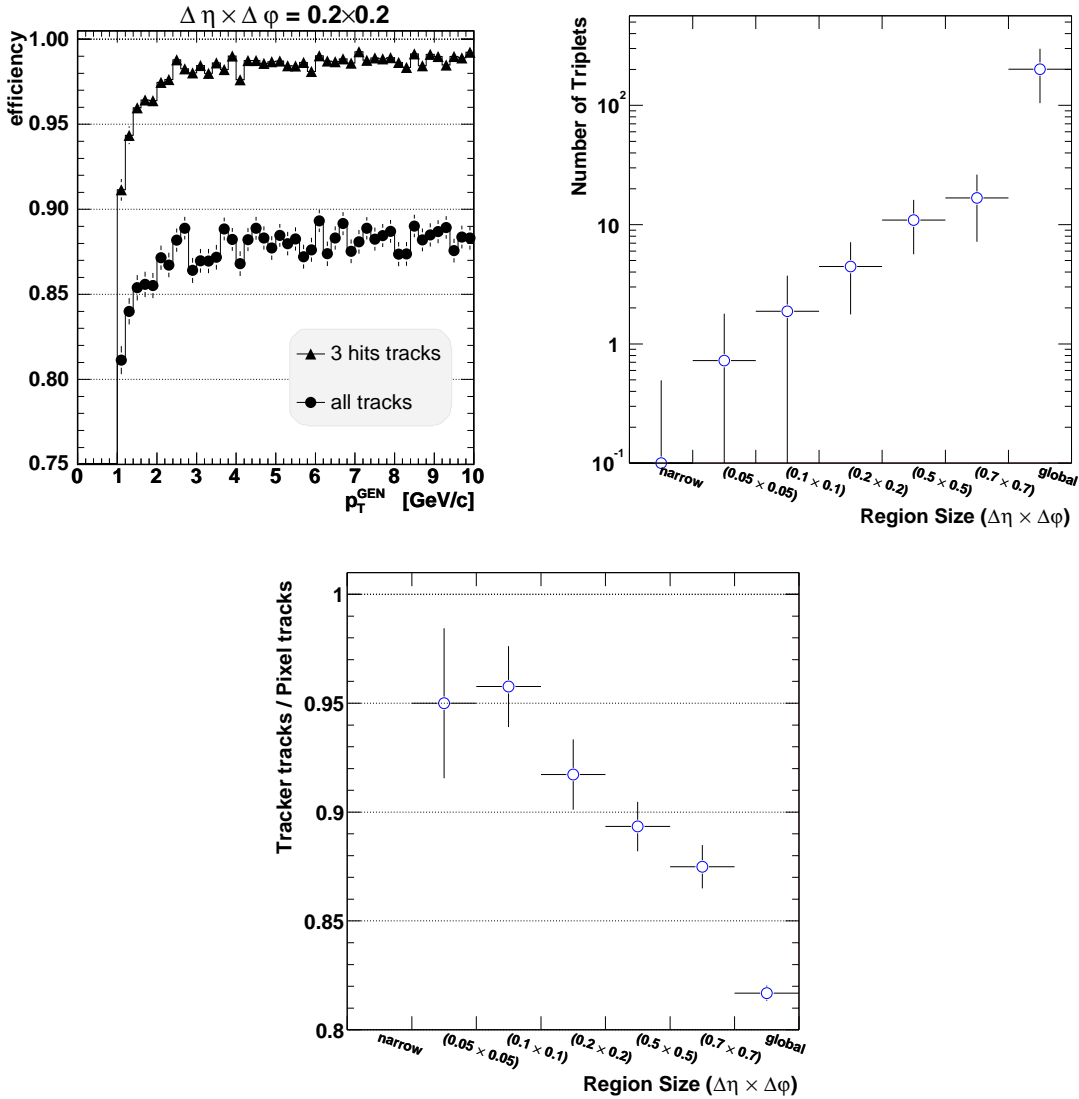 Δ η × Δ φ = 0.2×0.2
efficiency
1.00
0.95
0.90
0.85
0.80
0.75
3 hits tracks
all tracks
0 1 2 3 4 5 6 7 8 9 10
p_T^GEN [GeV/c]
Number of Triplets
10^2
10
1
10^-1
narrow (0.05 × 0.05) (0.1 × 0.1) (0.2 × 0.2) (0.5 × 0.5) (0.7 × 0.7) global
Region Size (Δη × Δφ)
Tracker tracks / Pixel tracks
1
0.95
0.9
0.85
0.8
narrow (0.05 × 0.05) (0.1 × 0.1) (0.2 × 0.2) (0.5 × 0.5) (0.7 × 0.7) global
Region Size (Δη × Δφ)